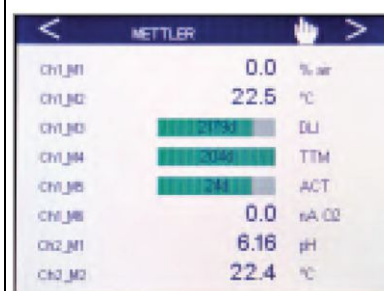 < METTLER >
Ch1_M1 0.0 % air
Ch1_M2 22.5 °C
Ch1_M3 DLI
Ch1_M4 204d TTM
Ch1_M5 24d ACT
Ch1_M6 0.0 nA O2
Ch2_M1 6.16 pH
Ch2_M2 22.4 °C